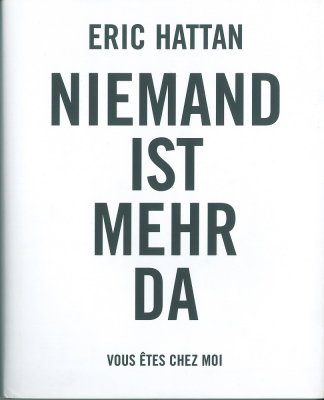 ERIC HATTAN
NIEMAND
IST
MEHR
DA
VOUS ÊTES CHEZ MOI